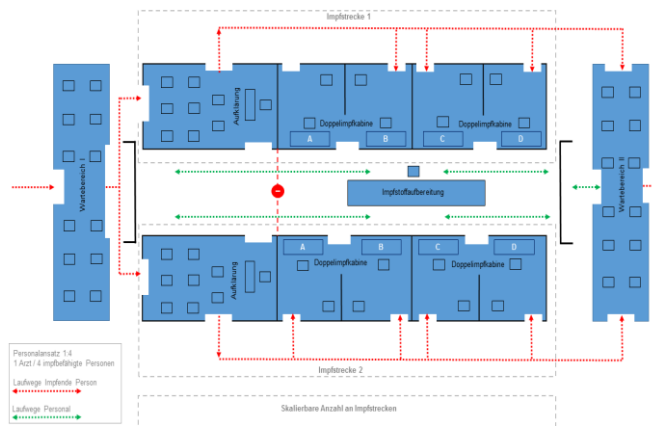 Impfstrecke 1
Wartebereich I
Aufklärung
Doppelimpfkabine
Doppelimpfkabine
A
B
C
D
Wartebereich II
Impfstoffaufbereitung
A
B
C
D
Doppelimpfkabine
Doppelimpfkabine
Aufklärung
Personalansatz 1:4
1 Arzt / 4 impfbefähigte Personen
Laufwege Impfende Person
Laufwege Personal
Impfstrecke 2
Skalierbare Anzahl an Impfstrecken